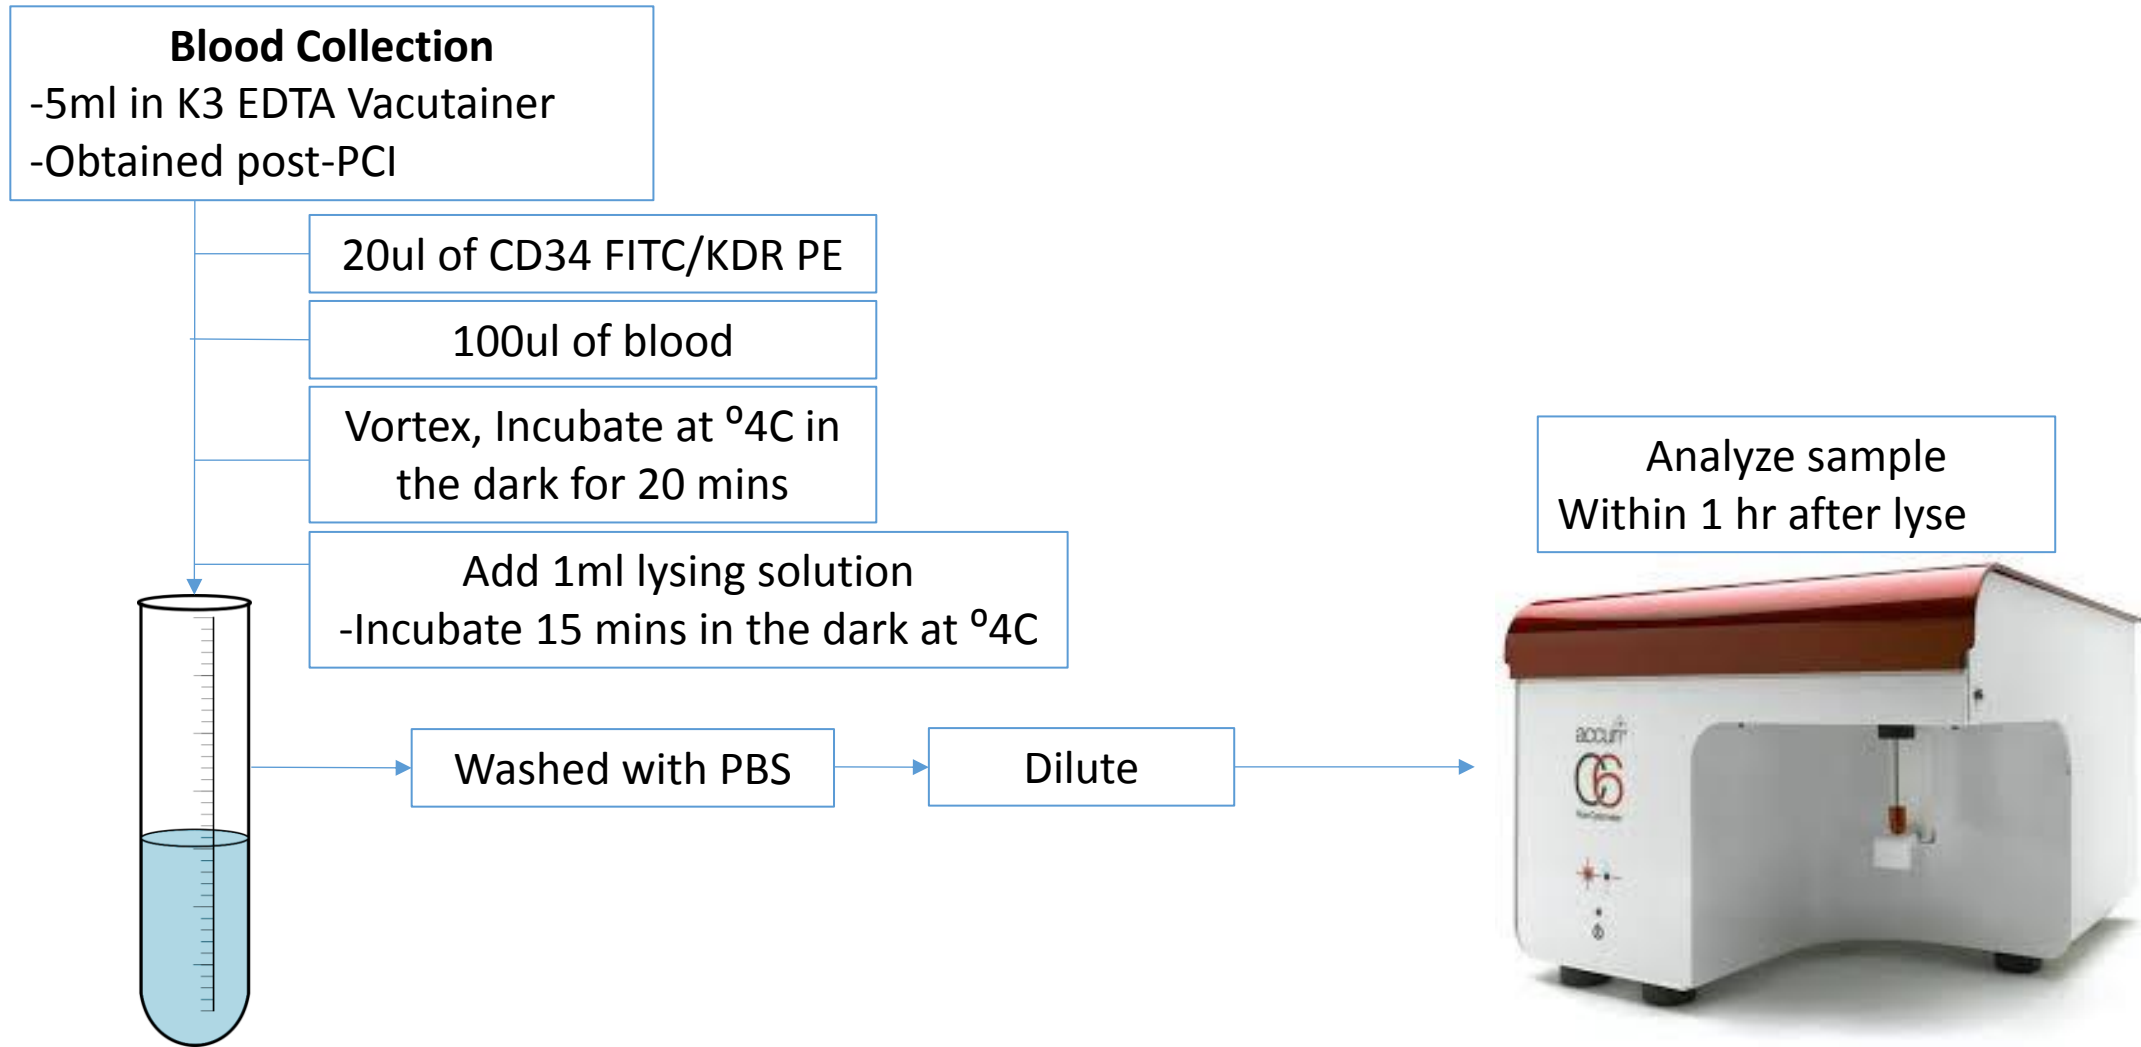 Blood Collection
-5ml in K3 EDTA Vacutainer
-Obtained post-PCI
20ul of CD34 FITC/KDR PE
100ul of blood
Vortex, Incubate at º4C in
the dark for 20 mins
Add 1ml lysing solution
-Incubate 15 mins in the dark at º4C
Washed with PBS
Dilute
Analyze sample
Within 1 hr after lyse
accuri
C6